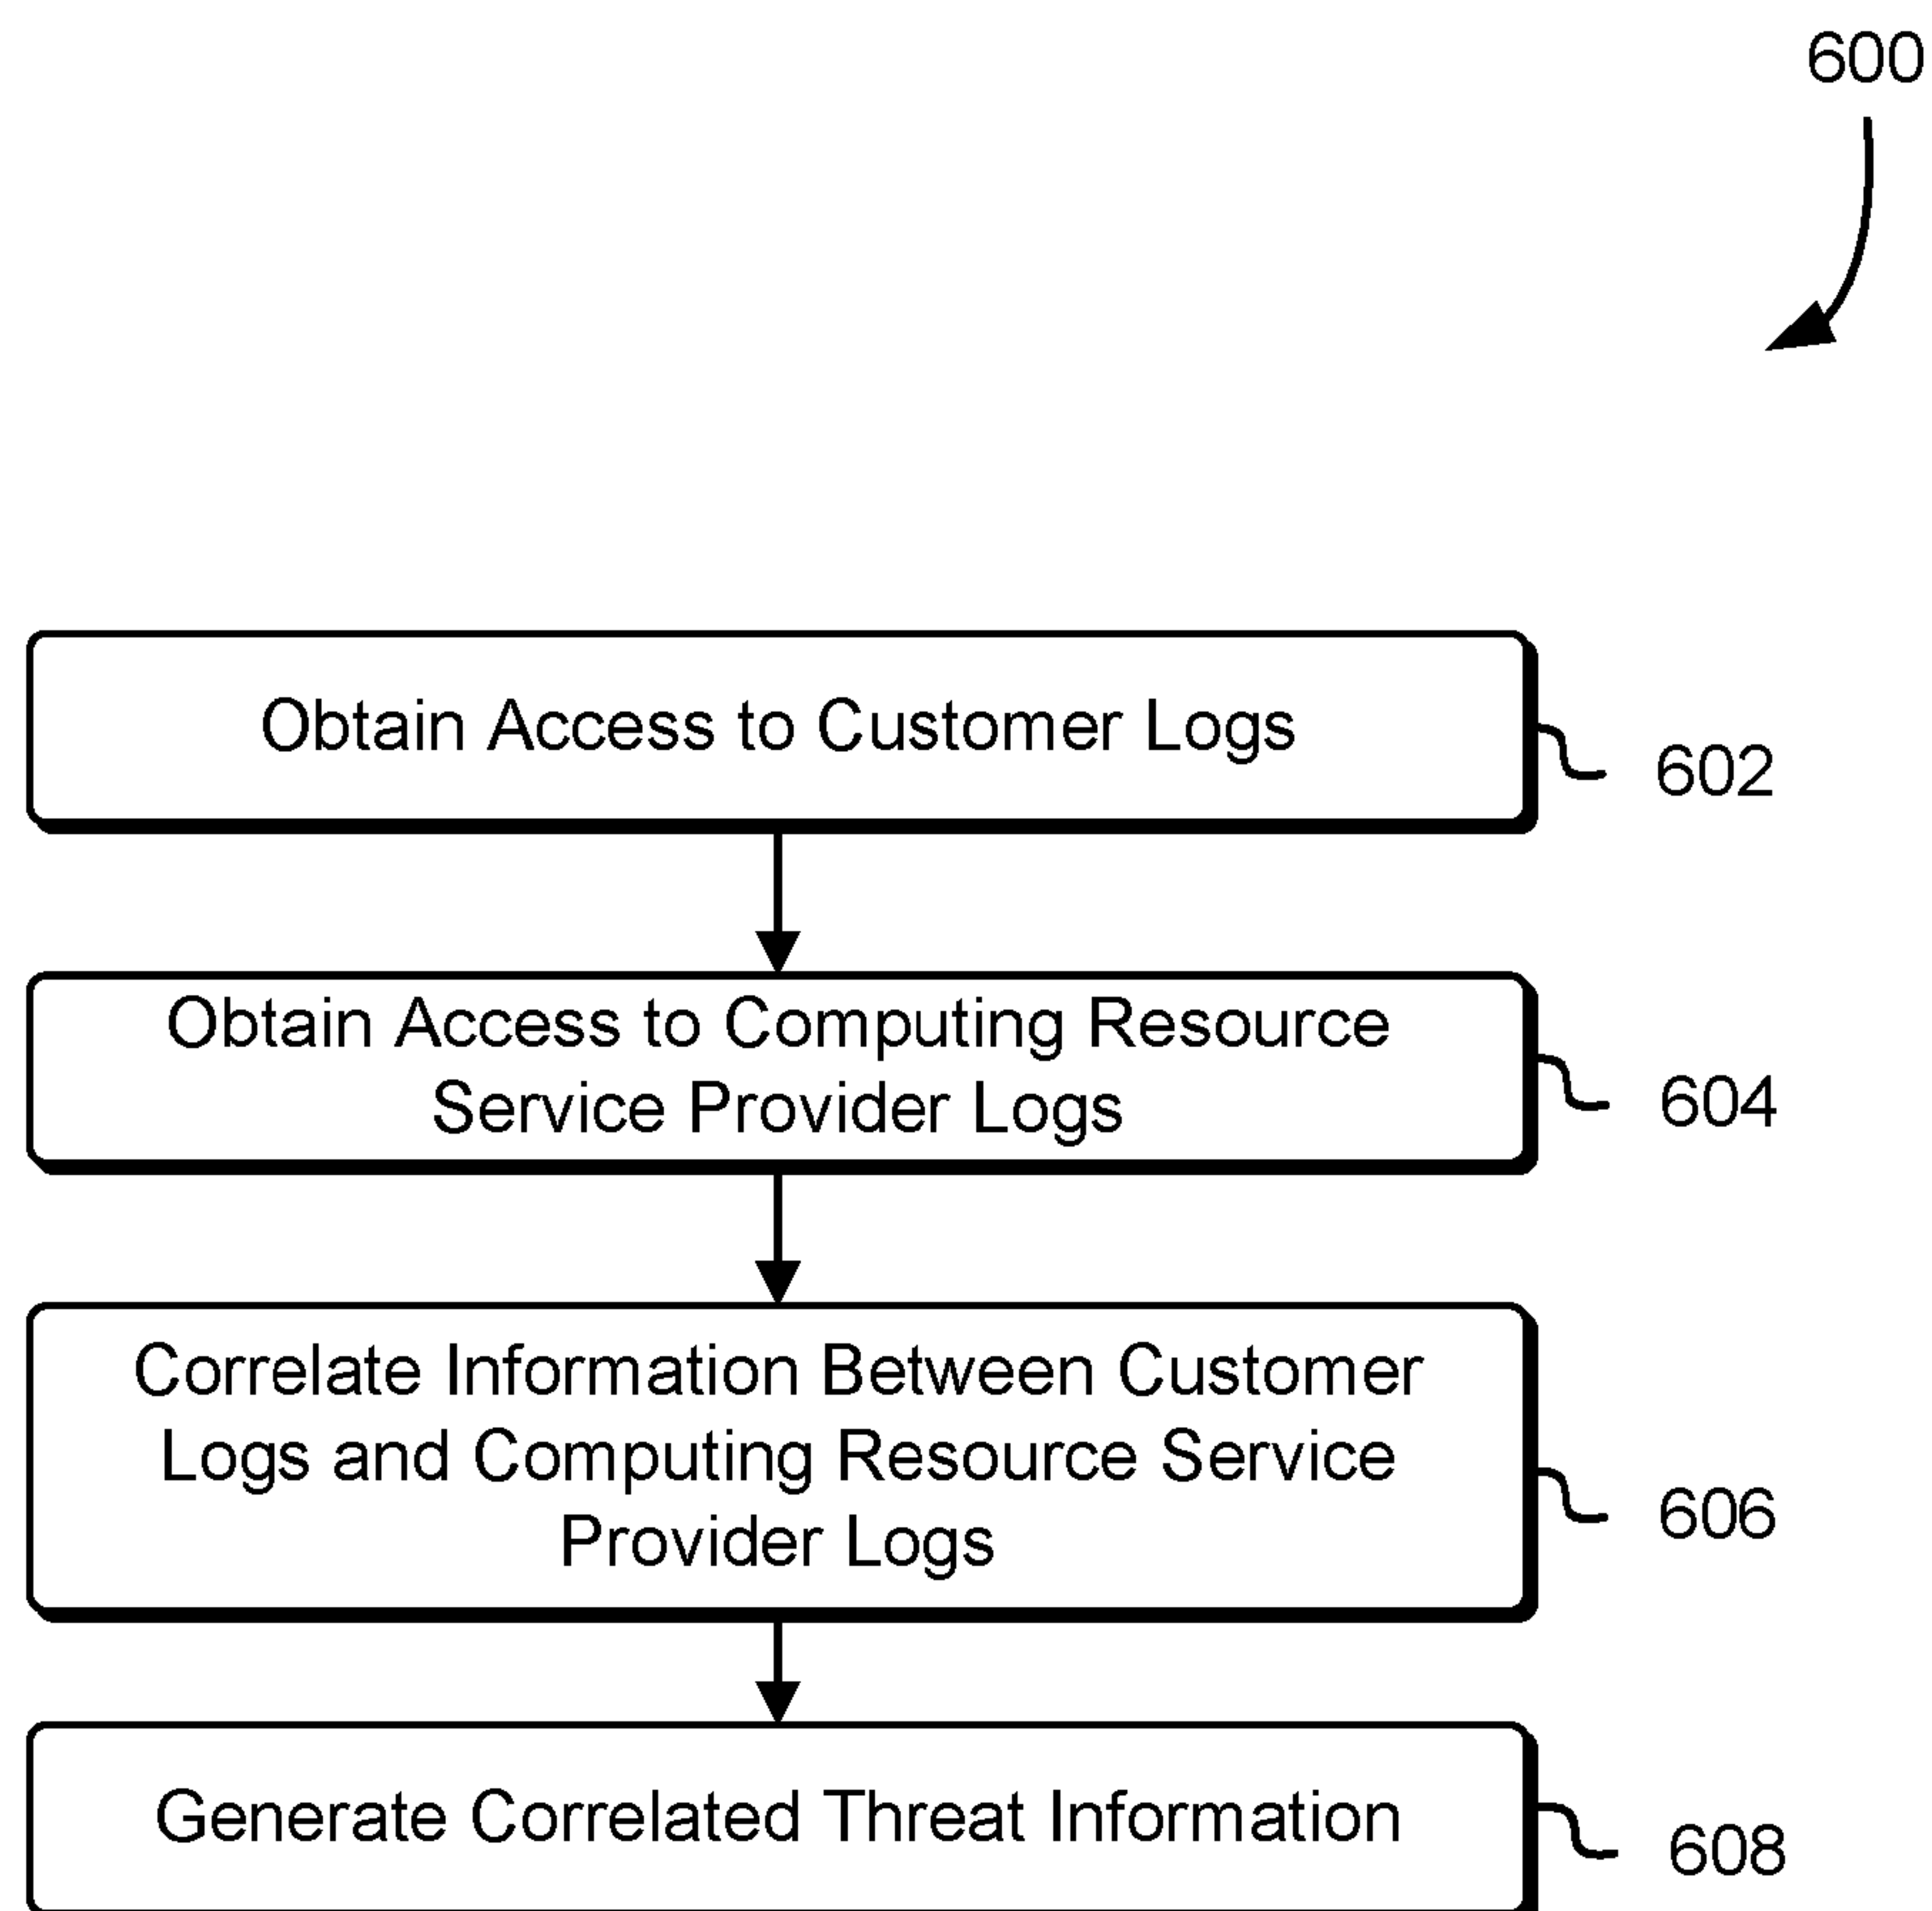 600
Obtain Access to Customer Logs
602
Obtain Access to Computing Resource
Service Provider Logs
604
Correlate Information Between Customer
Logs and Computing Resource Service
Provider Logs
606
Generate Correlated Threat Information
608